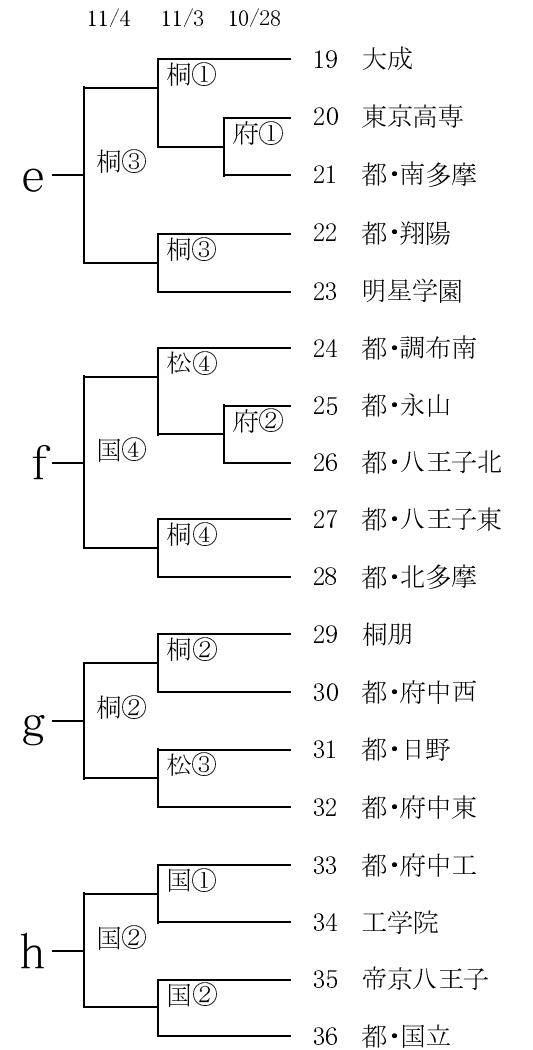 11/4 11/3 10/28
19 大成
桐①
20 東京高専
府①
桐③
e
21 都・南多摩
22 都・翔陽
桐③
23 明星学園
24 都・調布南
松④
25 都・永山
府②
国④
f
26 都・八王子北
27 都・八王子東
桐④
28 都・北多摩
29 桐朋
桐②
30 都・府中西
桐②
g
31 都・日野
松③
32 都・府中東
33 都・府中工
国①
34 工学院
国②
h
35 帝京八王子
国②
36 都・国立